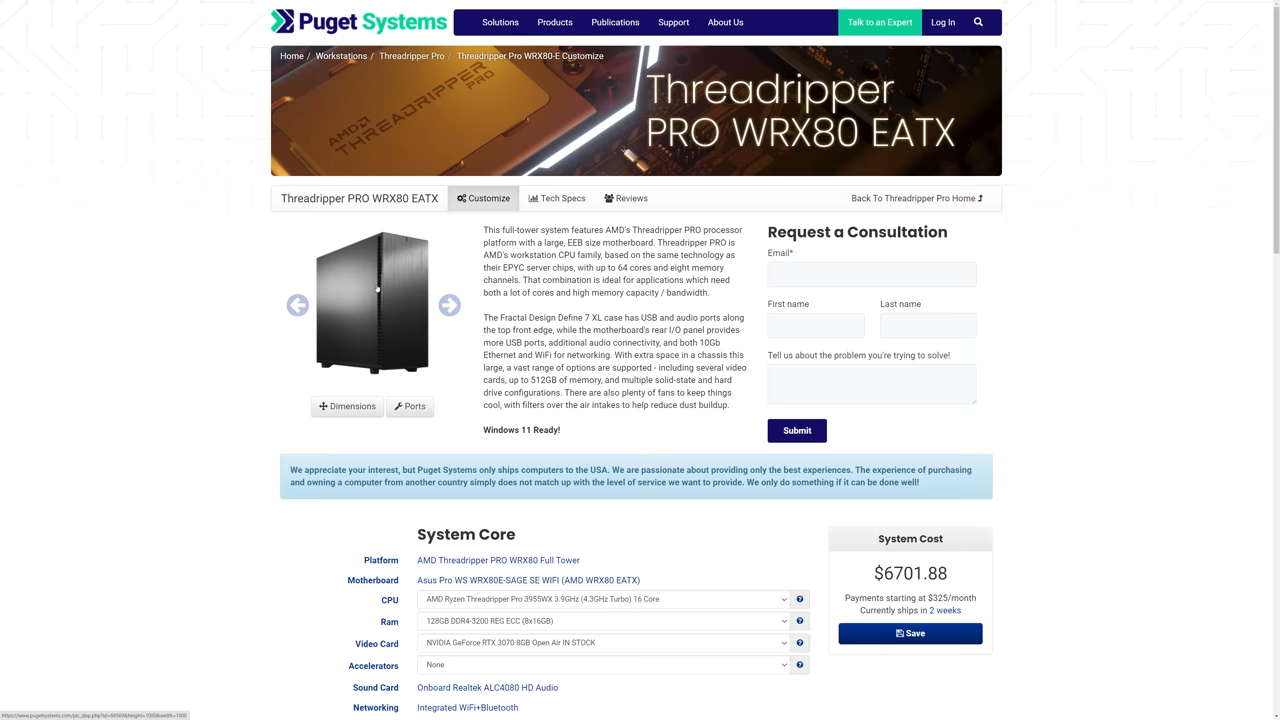 Puget Systems
Solutions Products Publications Support About Us Talk to an Expert Log In
Home / Workstations / Threadripper Pro / Threadripper Pro WRX80-E Customize
AMD THREADRIPPER PRO
Threadripper
PRO WRX80 EATX
Threadripper PRO WRX80 EATX Customize Tech Specs Reviews Back To Threadripper Pro Home
This full-tower system features AMD's Threadripper PRO processor
platform with a large, EEB size motherboard. Threadripper PRO is
AMD's workstation CPU family, based on the same technology as
their EPYC server chips, with up to 64 cores and eight memory
channels. That combination is ideal for applications which need
both a lot of cores and high memory capacity / bandwidth.
The Fractal Design Define 7 XL case has USB and audio ports along
the top front edge, while the motherboard's rear I/O panel provides
more USB ports, additional audio connectivity, and both 10Gb
Ethernet and WiFi for networking. With extra space in a chassis this
large, a vast range of options are supported - including several video
cards, up to 512GB of memory, and multiple solid-state and hard
drive configurations. There are also plenty of fans to keep things
cool, with filters over the air intakes to help reduce dust buildup.
Windows 11 Ready!
Dimensions Ports
Request a Consultation
Email*
First name Last name
Tell us about the problem you're trying to solve!
Submit
We appreciate your interest, but Puget Systems only ships computers to the USA. We are passionate about providing only the best experiences. The experience of purchasing
and owning a computer from another country simply does not match up with the level of service we want to provide. We only do something if it can be done well!
System Core
Platform AMD Threadripper PRO WRX80 Full Tower
Motherboard Asus Pro WS WRX80E-SAGE SE WIFI (AMD WRX80 EATX)
CPU AMD Ryzen Threadripper Pro 3955WX 3.9GHz (4.3GHz Turbo) 16 Core
Ram 128GB DDR4-3200 REG ECC (8x16GB)
Video Card NVIDIA GeForce RTX 3070 8GB Open Air IN STOCK
Accelerators None
Sound Card Onboard Realtek ALC4080 HD Audio
Networking Integrated WiFi+Bluetooth
System Cost
$6701.88
Payments starting at $325/month
Currently ships in 2 weeks
Save